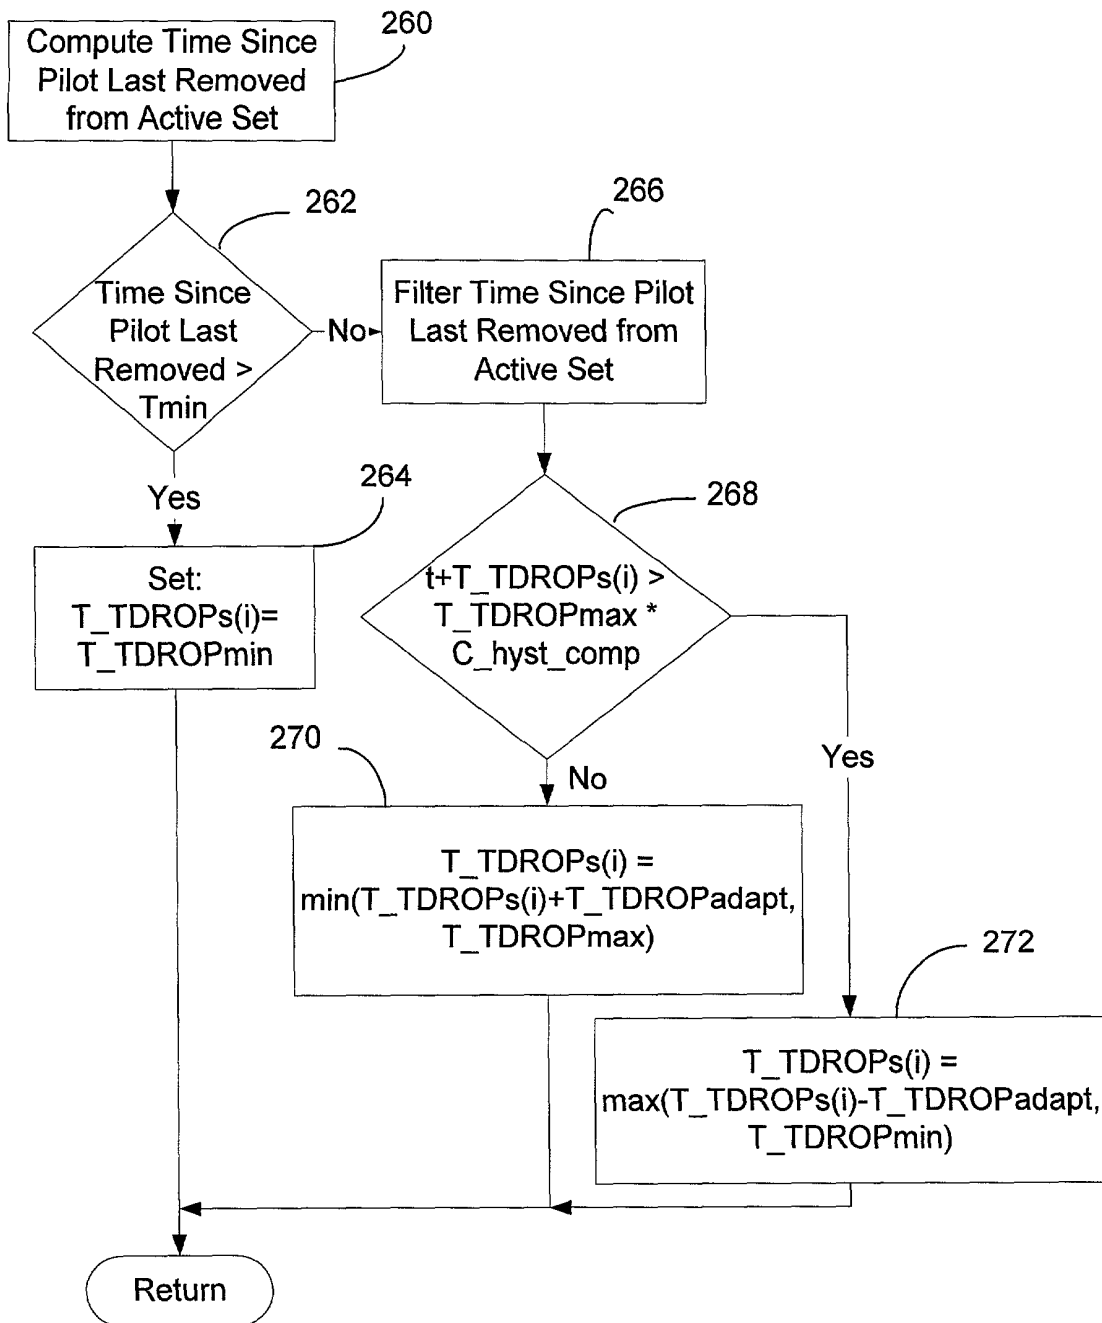 260
Compute Time Since
Pilot Last Removed
from Active Set
262
Time Since
Pilot Last
Removed >
Tmin
No
266
Filter Time Since Pilot
Last Removed from
Active Set
Yes
264
Set:
T_TDROPs(i)=
T_TDROPmin
268
t+T_TDROPs(i) >
T_TDROPmax *
C_hyst_comp
No
Yes
270
T_TDROPs(i) =
min(T_TDROPs(i)+T_TDROPadapt,
T_TDROPmax)
272
T_TDROPs(i) =
max(T_TDROPs(i)-T_TDROPadapt,
T_TDROPmin)
Return